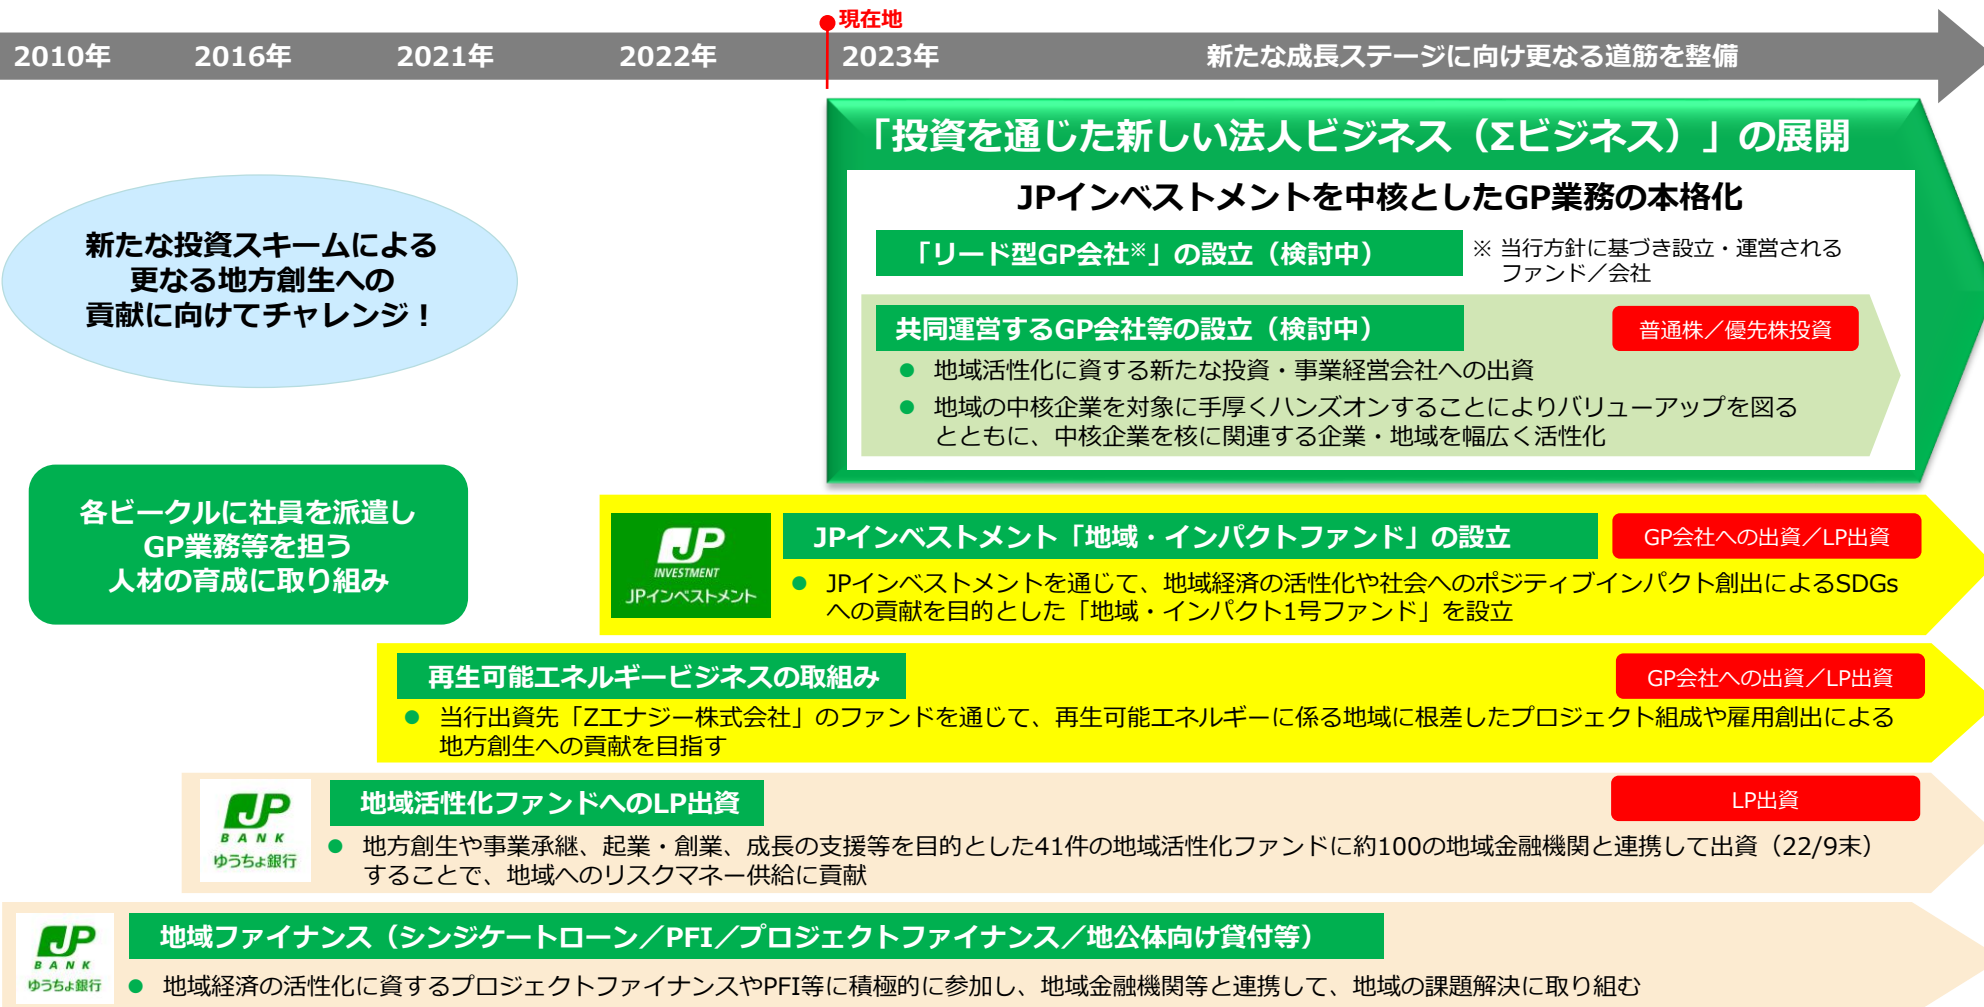 現在地
2010年 2016年 2021年 2022年 2023年 新たな成長ステージに向け更なる道筋を整備
「投資を通じた新しい法人ビジネス（Σビジネス）」の展開
JPインベストメントを中核としたGP業務の本格化
「リード型GP会社※」の設立（検討中）
※ 当行方針に基づき設立・運営される
ファンド／会社
共同運営するGP会社等の設立（検討中）
普通株／優先株投資
● 地域活性化に資する新たな投資・事業経営会社への出資
● 地域の中核企業を対象に手厚くハンズオンすることによりバリューアップを図る
とともに、中核企業を核に関連する企業・地域を幅広く活性化
新たな投資スキームによる
更なる地方創生への
貢献に向けてチャレンジ！
各ビークルに社員を派遣し
GP業務等を担う
人材の育成に取り組み
JP
INVESTMENT
JPインベストメント
JPインベストメント「地域・インパクトファンド」の設立
GP会社への出資／LP出資
● JPインベストメントを通じて、地域経済の活性化や社会へのポジティブインパクト創出によるSDGs
への貢献を目的とした「地域・インパクト1号ファンド」を設立
再生可能エネルギービジネスの取組み
GP会社への出資／LP出資
● 当行出資先「Zエナジー株式会社」のファンドを通じて、再生可能エネルギーに係る地域に根差したプロジェクト組成や雇用創出による
地方創生への貢献を目指す
JP
BANK
ゆうちょ銀行
地域活性化ファンドへのLP出資
LP出資
● 地方創生や事業承継、起業・創業、成長の支援等を目的とした41件の地域活性化ファンドに約100の地域金融機関と連携して出資（22/9末）
することで、地域へのリスクマネー供給に貢献
JP
BANK
ゆうちょ銀行
地域ファイナンス（シンジケートローン／PFI／プロジェクトファイナンス／地公体向け貸付等）
● 地域経済の活性化に資するプロジェクトファイナンスやPFI等に積極的に参加し、地域金融機関等と連携して、地域の課題解決に取り組む